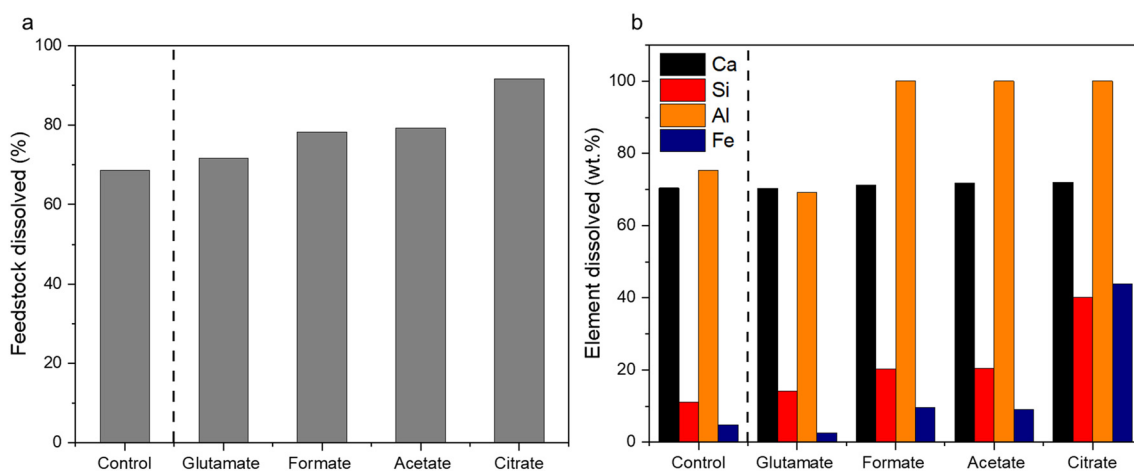 a
Feedstock dissolved (%)
100
80
60
40
20
0
Control
Glutamate
Formate
Acetate
Citrate
b
Element dissolved (wt.%)
100
80
60
40
20
0
Ca
Si
Al
Fe
Control
Glutamate
Formate
Acetate
Citrate